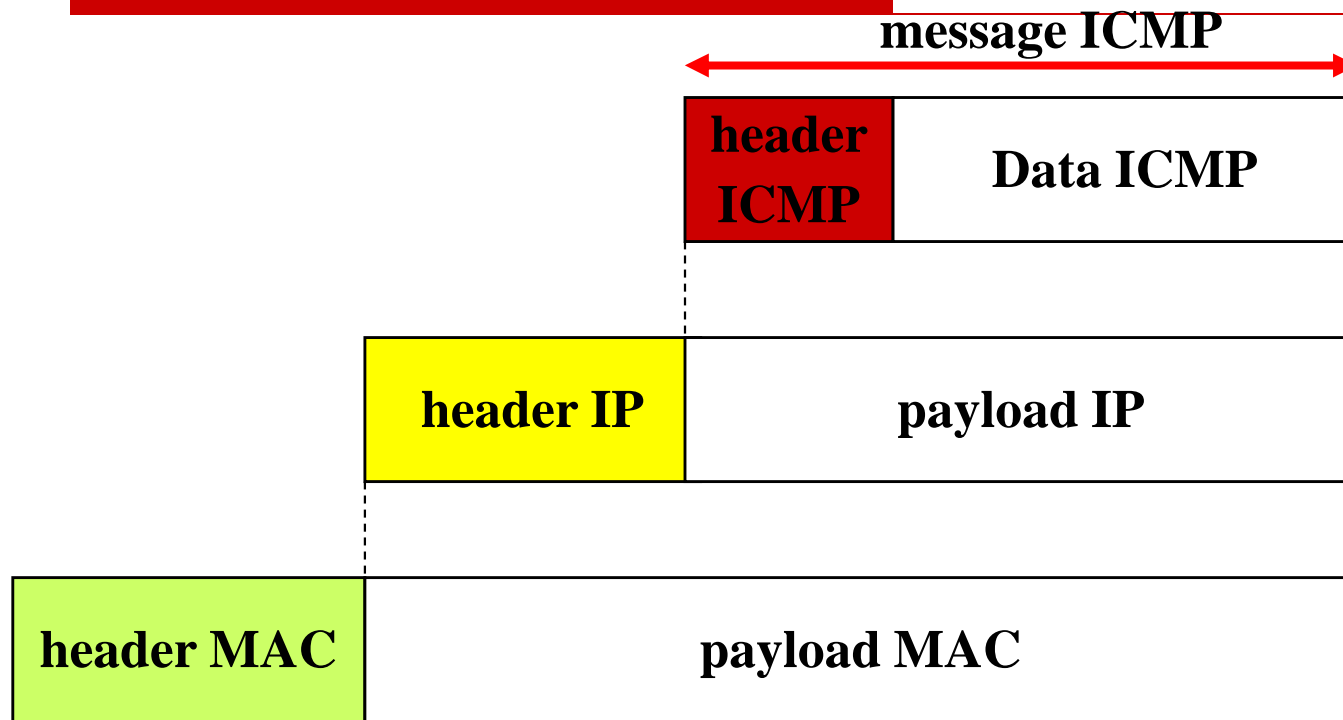 message ICMP
header
ICMP
Data ICMP
header IP
payload IP
header MAC
payload MAC